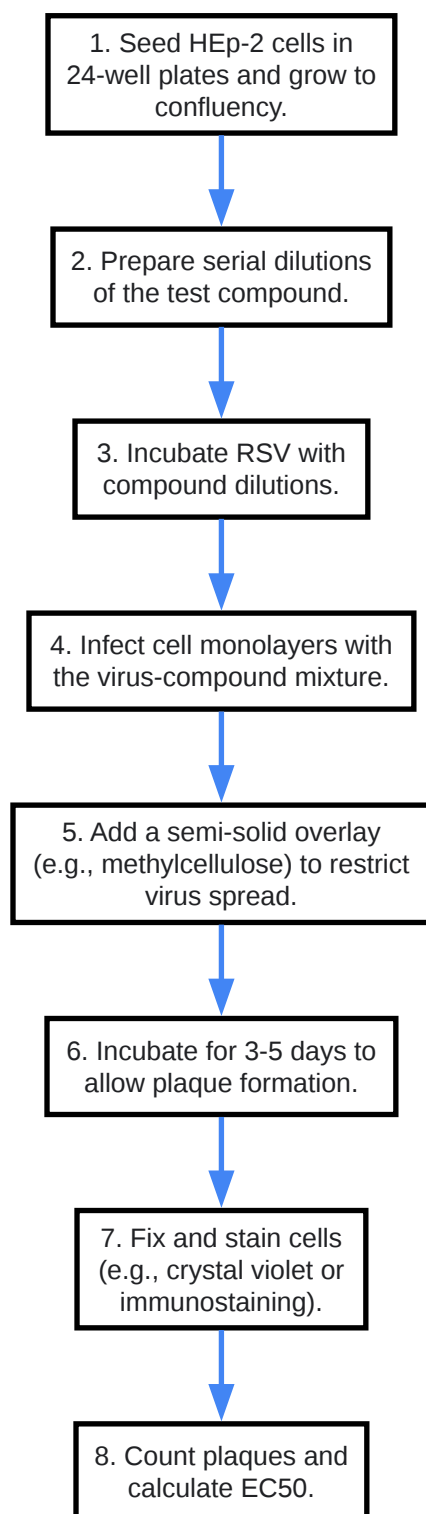 1. Seed HEp-2 cells in
24-well plates and grow to
confluency.
2. Prepare serial dilutions
of the test compound.
3. Incubate RSV with
compound dilutions.
4. Infect cell monolayers with
the virus-compound mixture.
5. Add a semi-solid overlay
(e.g., methylcellulose) to restrict
virus spread.
6. Incubate for 3-5 days to
allow plaque formation.
7. Fix and stain cells
(e.g., crystal violet or
immunostaining).
8. Count plaques and
calculate EC50.